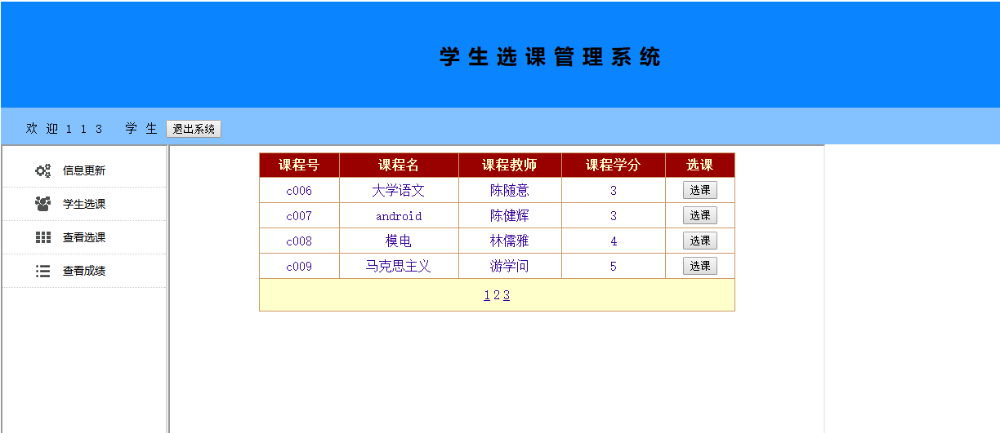 学生选课管理系统
欢迎113 学生 退出系统
信息更新
学生选课
查看选课
查看成绩
课程号 课程名 课程教师 课程学分 选课
c006 大学语文 陈随意 3 选课
c007 android 陈健辉 3 选课
c008 模电 林儒雅 4 选课
c009 马克思主义 游学问 5 选课
1 2 3